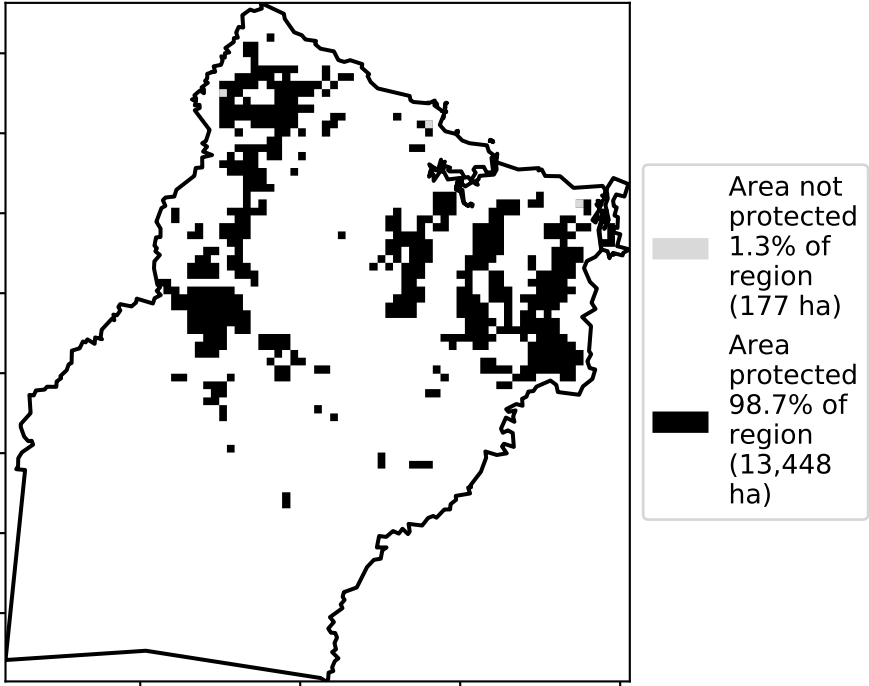 Area not
protected
1.3% of
region
(177 ha)
Area
protected
98.7% of
region
(13,448
ha)